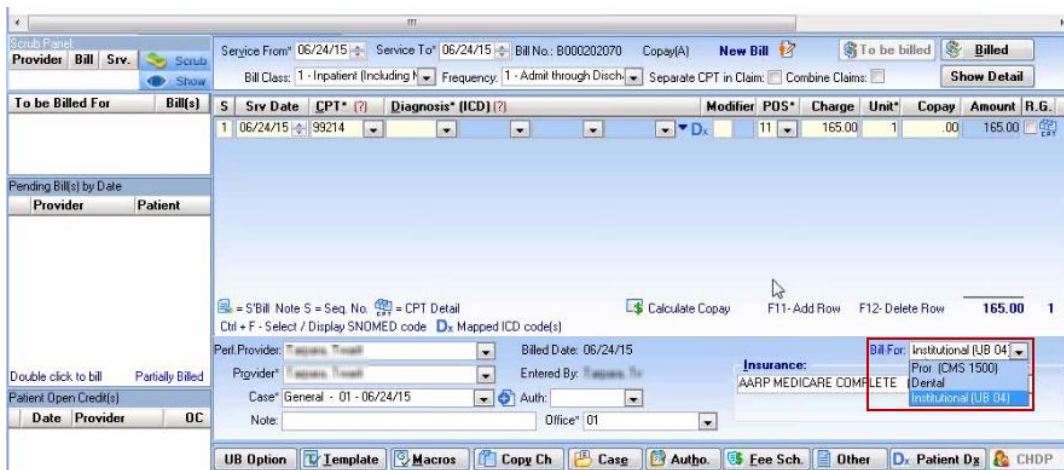 Scrub Panel
Provider Bill Srv. Scrub
Show
Service From* 06/24/15 Service To* 06/24/15 Bill No.: B000202070 Copay(A) New Bill To be billed Billed
Bill Class: 1 - Inpatient (Including Frequency: 1 - Admit through Disch Separate CPT in Claim: Combine Claims: Show Detail
To be Billed For Bill(s)
S Srv Date CPT* (?) Diagnosis* (ICD) (?) Modifier POS* Charge Unit* Copay Amount R.G.
1 06/24/15 99214 Dx 11 165.00 1 .00 165.00 CPT
Pending Bill(s) by Date
Provider Patient
= S'Bill Note S = Seq. No. = CPT Detail Calculate Copay F11- Add Row F12- Delete Row 165.00 1
Ctrl + F - Select / Display SNOMED code Dx Mapped ICD code(s)
Double click to bill Partially Billed
Perf.Provider: Billed Date: 06/24/15 Bill For: Institutional (UB 04)
Provider* Entered By: Insurance: Pror (CMS 1500)
AARP MEDICARE COMPLETE Dental
Case* General - 01 - 06/24/15 Auth: Institutional (UB 04)
Note: Office* 01
Patient Open Credit(s)
Date Provider OC
UB Option Template Macros Copy Ch Case Autho. Fee Sch. Other Dx Patient Dx CHDP